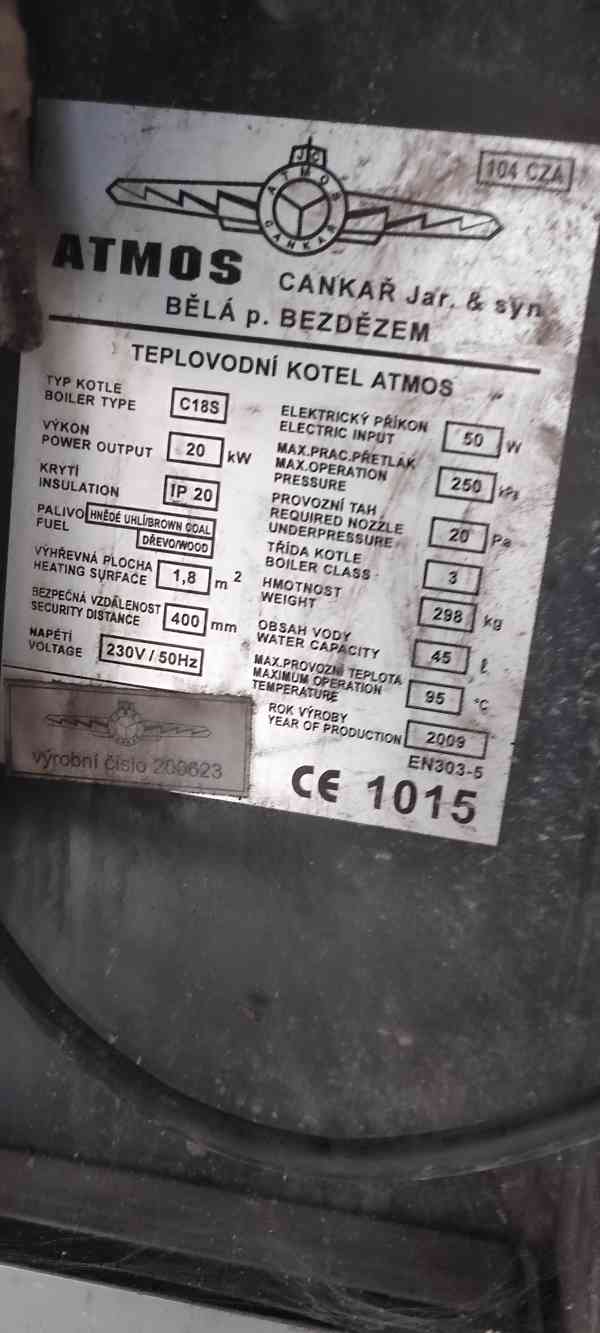 JC
ATMOS
CANKAŘ
104 CZA
ATMOS CANKAŘ Jar. & syn
BĚLÁ p. BEZDĚZEM
TEPLOVODNÍ KOTEL ATMOS
TYP KOTLE
BOILER TYPE C18S
VÝKON
POWER OUTPUT 20 kW
KRYTÍ
INSULATION IP 20
PALIVO HNĚDÉ UHLÍ/BROWN COAL
FUEL DŘEVO/WOOD
VÝHŘEVNÁ PLOCHA
HEATING SURFACE 1,8 m²
BEZPEČNÁ VZDÁLENOST
SECURITY DISTANCE 400 mm
NAPĚTÍ
VOLTAGE 230V / 50Hz
výrobní číslo 200623
ELEKTRICKÝ PŘÍKON
ELECTRIC INPUT 50 W
MAX.PRAC.PŘETLAK
MAX.OPERATION
PRESSURE 250 kPa
PROVOZNÍ TAH
REQUIRED NOZZLE
UNDERPRESSURE 20 Pa
TŘÍDA KOTLE
BOILER CLASS 3
HMOTNOST
WEIGHT 298 kg
OBSAH VODY
WATER CAPACITY 45 ℓ
MAX.PROVOZNÍ TEPLOTA
MAXIMUM OPERATION
TEMPERATURE 95 °C
ROK VÝROBY
YEAR OF PRODUCTION 2009
EN303-5
CE 1015